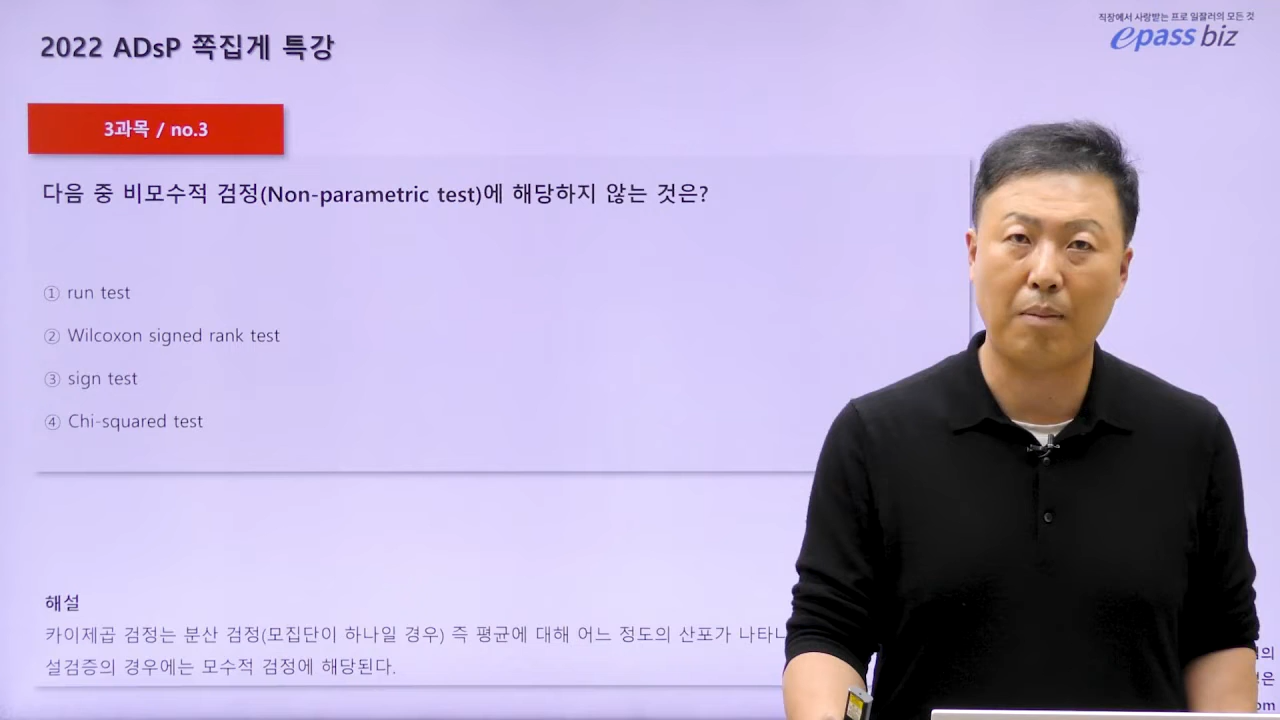 2022 ADsP 쪽집게 특강
직장에서 사랑받는 프로 일잘러의 모든 것
epass biz
3과목 / no.3
다음 중 비모수적 검정(Non-parametric test)에 해당하지 않는 것은?
① run test
② Wilcoxon signed rank test
③ sign test
④ Chi-squared test
해설
카이제곱 검정는 분산 검정(모집단이 하나일 경우) 즉 평균에 대해 어느 정도의 산포가
설검증의 경우에는 모수적 검정에 해당된다.